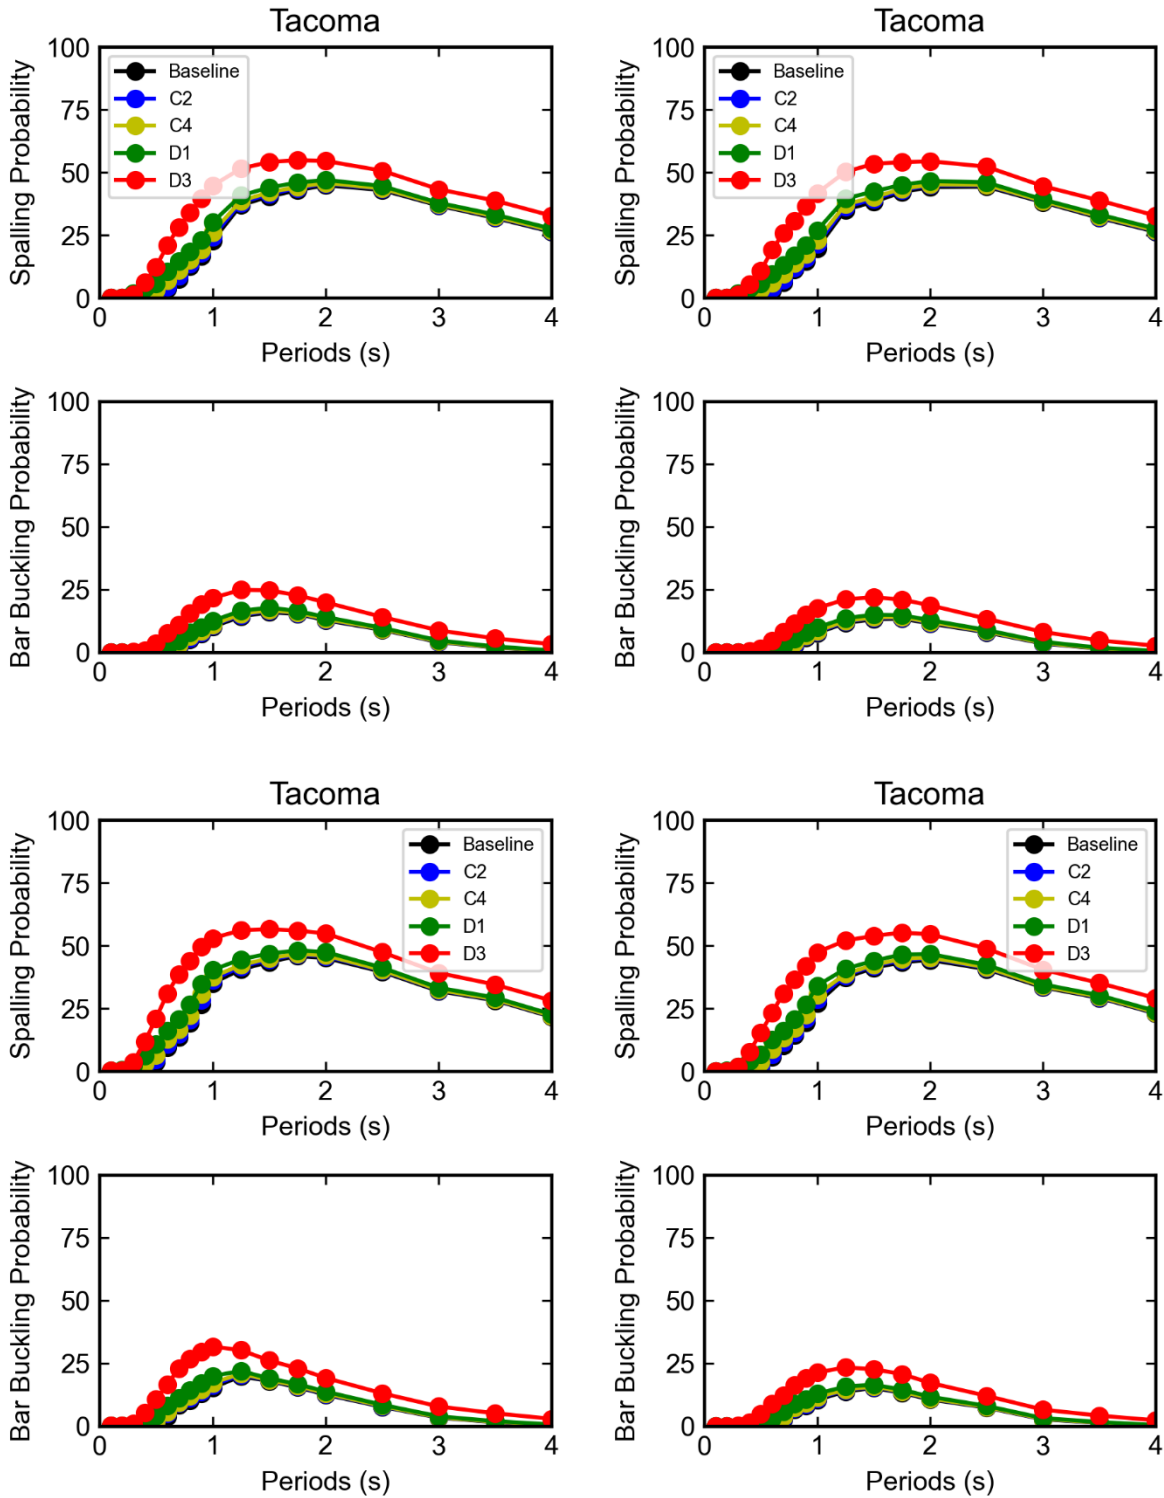 Tacoma
Spalling Probability
100
75
50
25
0
Baseline
C2
C4
D1
D3
0 1 2 3 4
Periods (s)
Tacoma
Spalling Probability
100
75
50
25
0
Baseline
C2
C4
D1
D3
0 1 2 3 4
Periods (s)
Bar Buckling Probability
100
75
50
25
0
0 1 2 3 4
Periods (s)
Bar Buckling Probability
100
75
50
25
0
0 1 2 3 4
Periods (s)
Tacoma
Spalling Probability
100
75
50
25
0
Baseline
C2
C4
D1
D3
0 1 2 3 4
Periods (s)
Tacoma
Spalling Probability
100
75
50
25
0
Baseline
C2
C4
D1
D3
0 1 2 3 4
Periods (s)
Bar Buckling Probability
100
75
50
25
0
0 1 2 3 4
Periods (s)
Bar Buckling Probability
100
75
50
25
0
0 1 2 3 4
Periods (s)